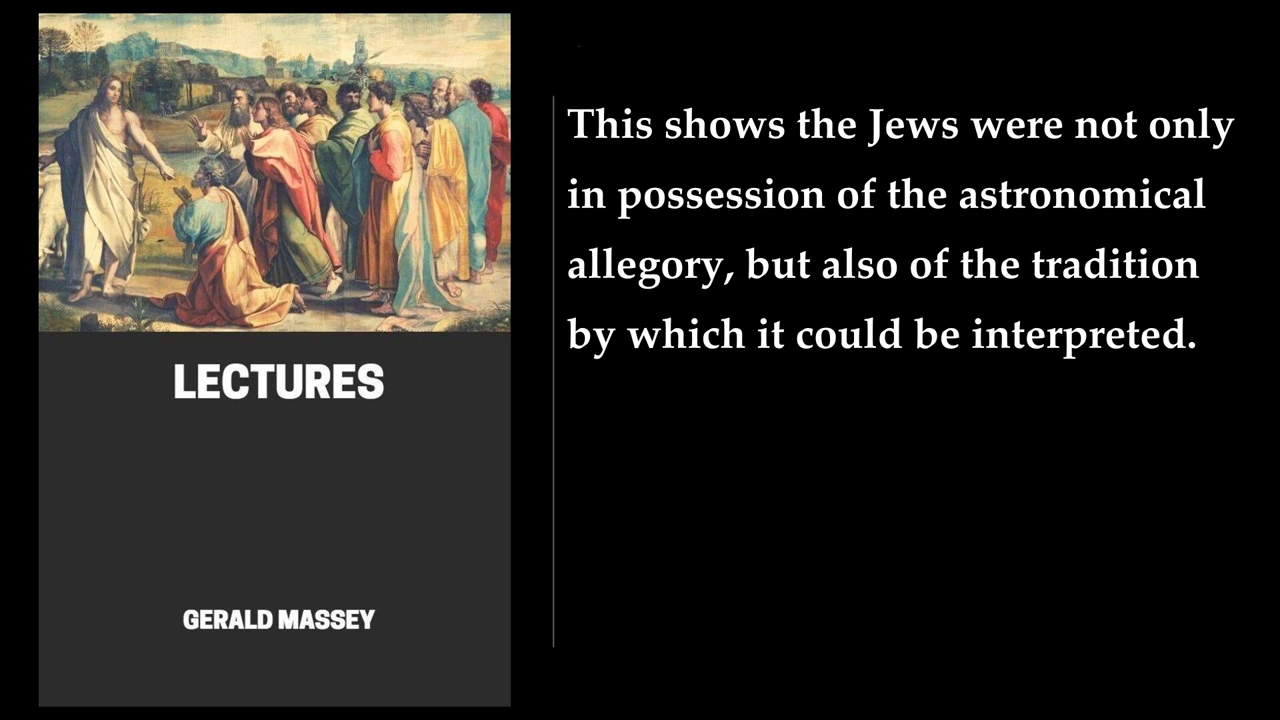 LECTURES
GERALD MASSEY
This shows the Jews were not only
in possession of the astronomical
allegory, but also of the tradition
by which it could be interpreted.